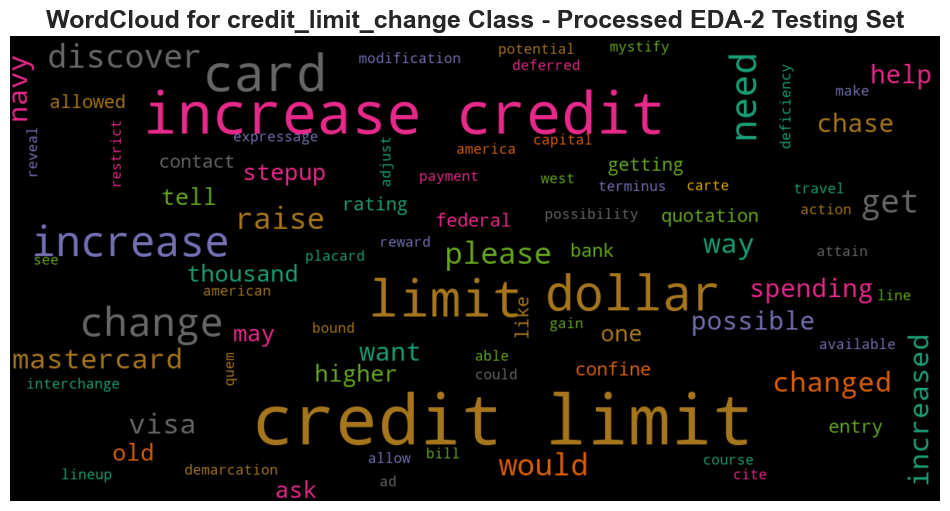 WordCloud for credit_limit_change Class - Processed EDA-2 Testing Set
navy
discover
card
modification
potential
deferred
mystify
need
deficiency
help
make
allowed
increase credit
chase
reveal
restrict
expressage
adjust
america
capital
contact
stepup
payment
west
getting
terminus
carte
travel
tell
rating
federal
possibility
quotation
action
get
raise
increase
see
reward
placard
please
bank
way
attain
thousand
american
limit
dollar
spending
line
change
may
bound
like
gain
one
possible
mastercard
quem
want
able
could
available
increased
interchange
higher
confine
changed
visa
credit limit
entry
old
demarcation
allow
bill
would
course
cite
lineup
ask
ad